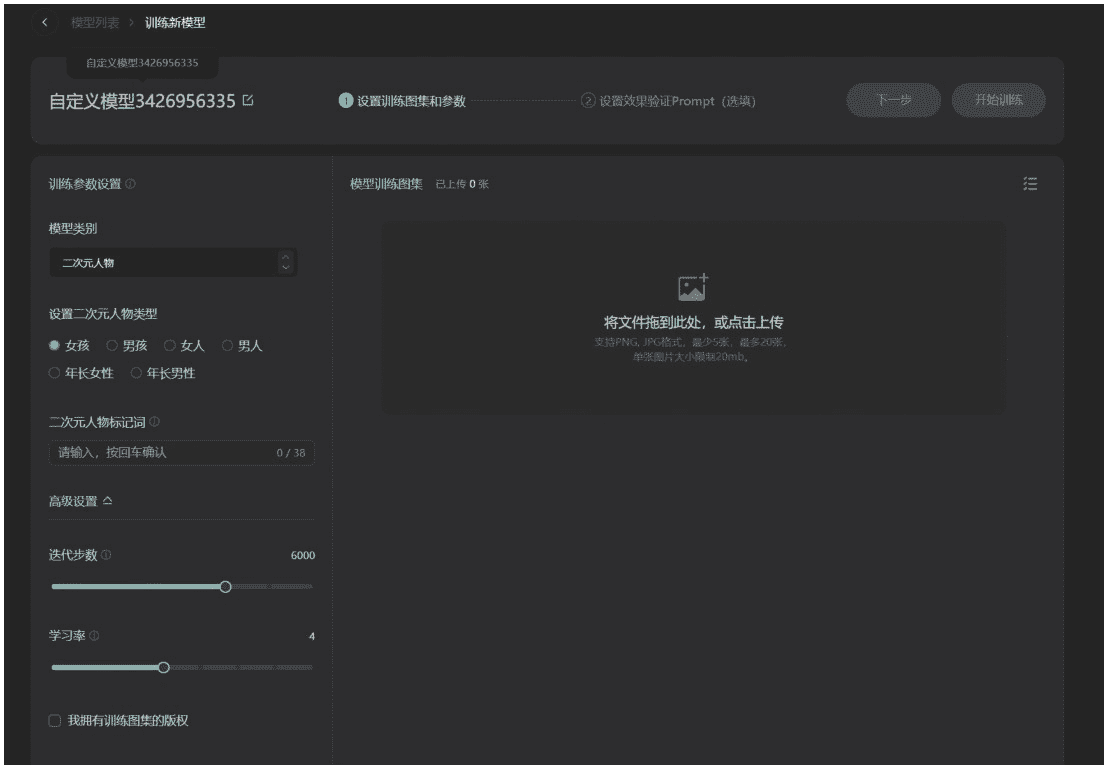 模型列表 > 训练新模型
自定义模型3426956335
自定义模型3426956335
1 设置训练图集和参数
2 设置效果验证Prompt（选填）
下一步
开始训练
训练参数设置
模型类别
二次元人物
设置二次元人物类型
女孩 男孩 女人 男人
年长女性 年长男性
二次元人物标记词
请输入，按回车确认 0 / 38
高级设置
迭代步数 6000
学习率 4
我拥有训练图集的版权
模型训练图集 已上传 0 张
将文件拖到此处，或点击上传
支持PNG, JPG格式，最少5张，最多20张，
单张图片大小限制20mb。